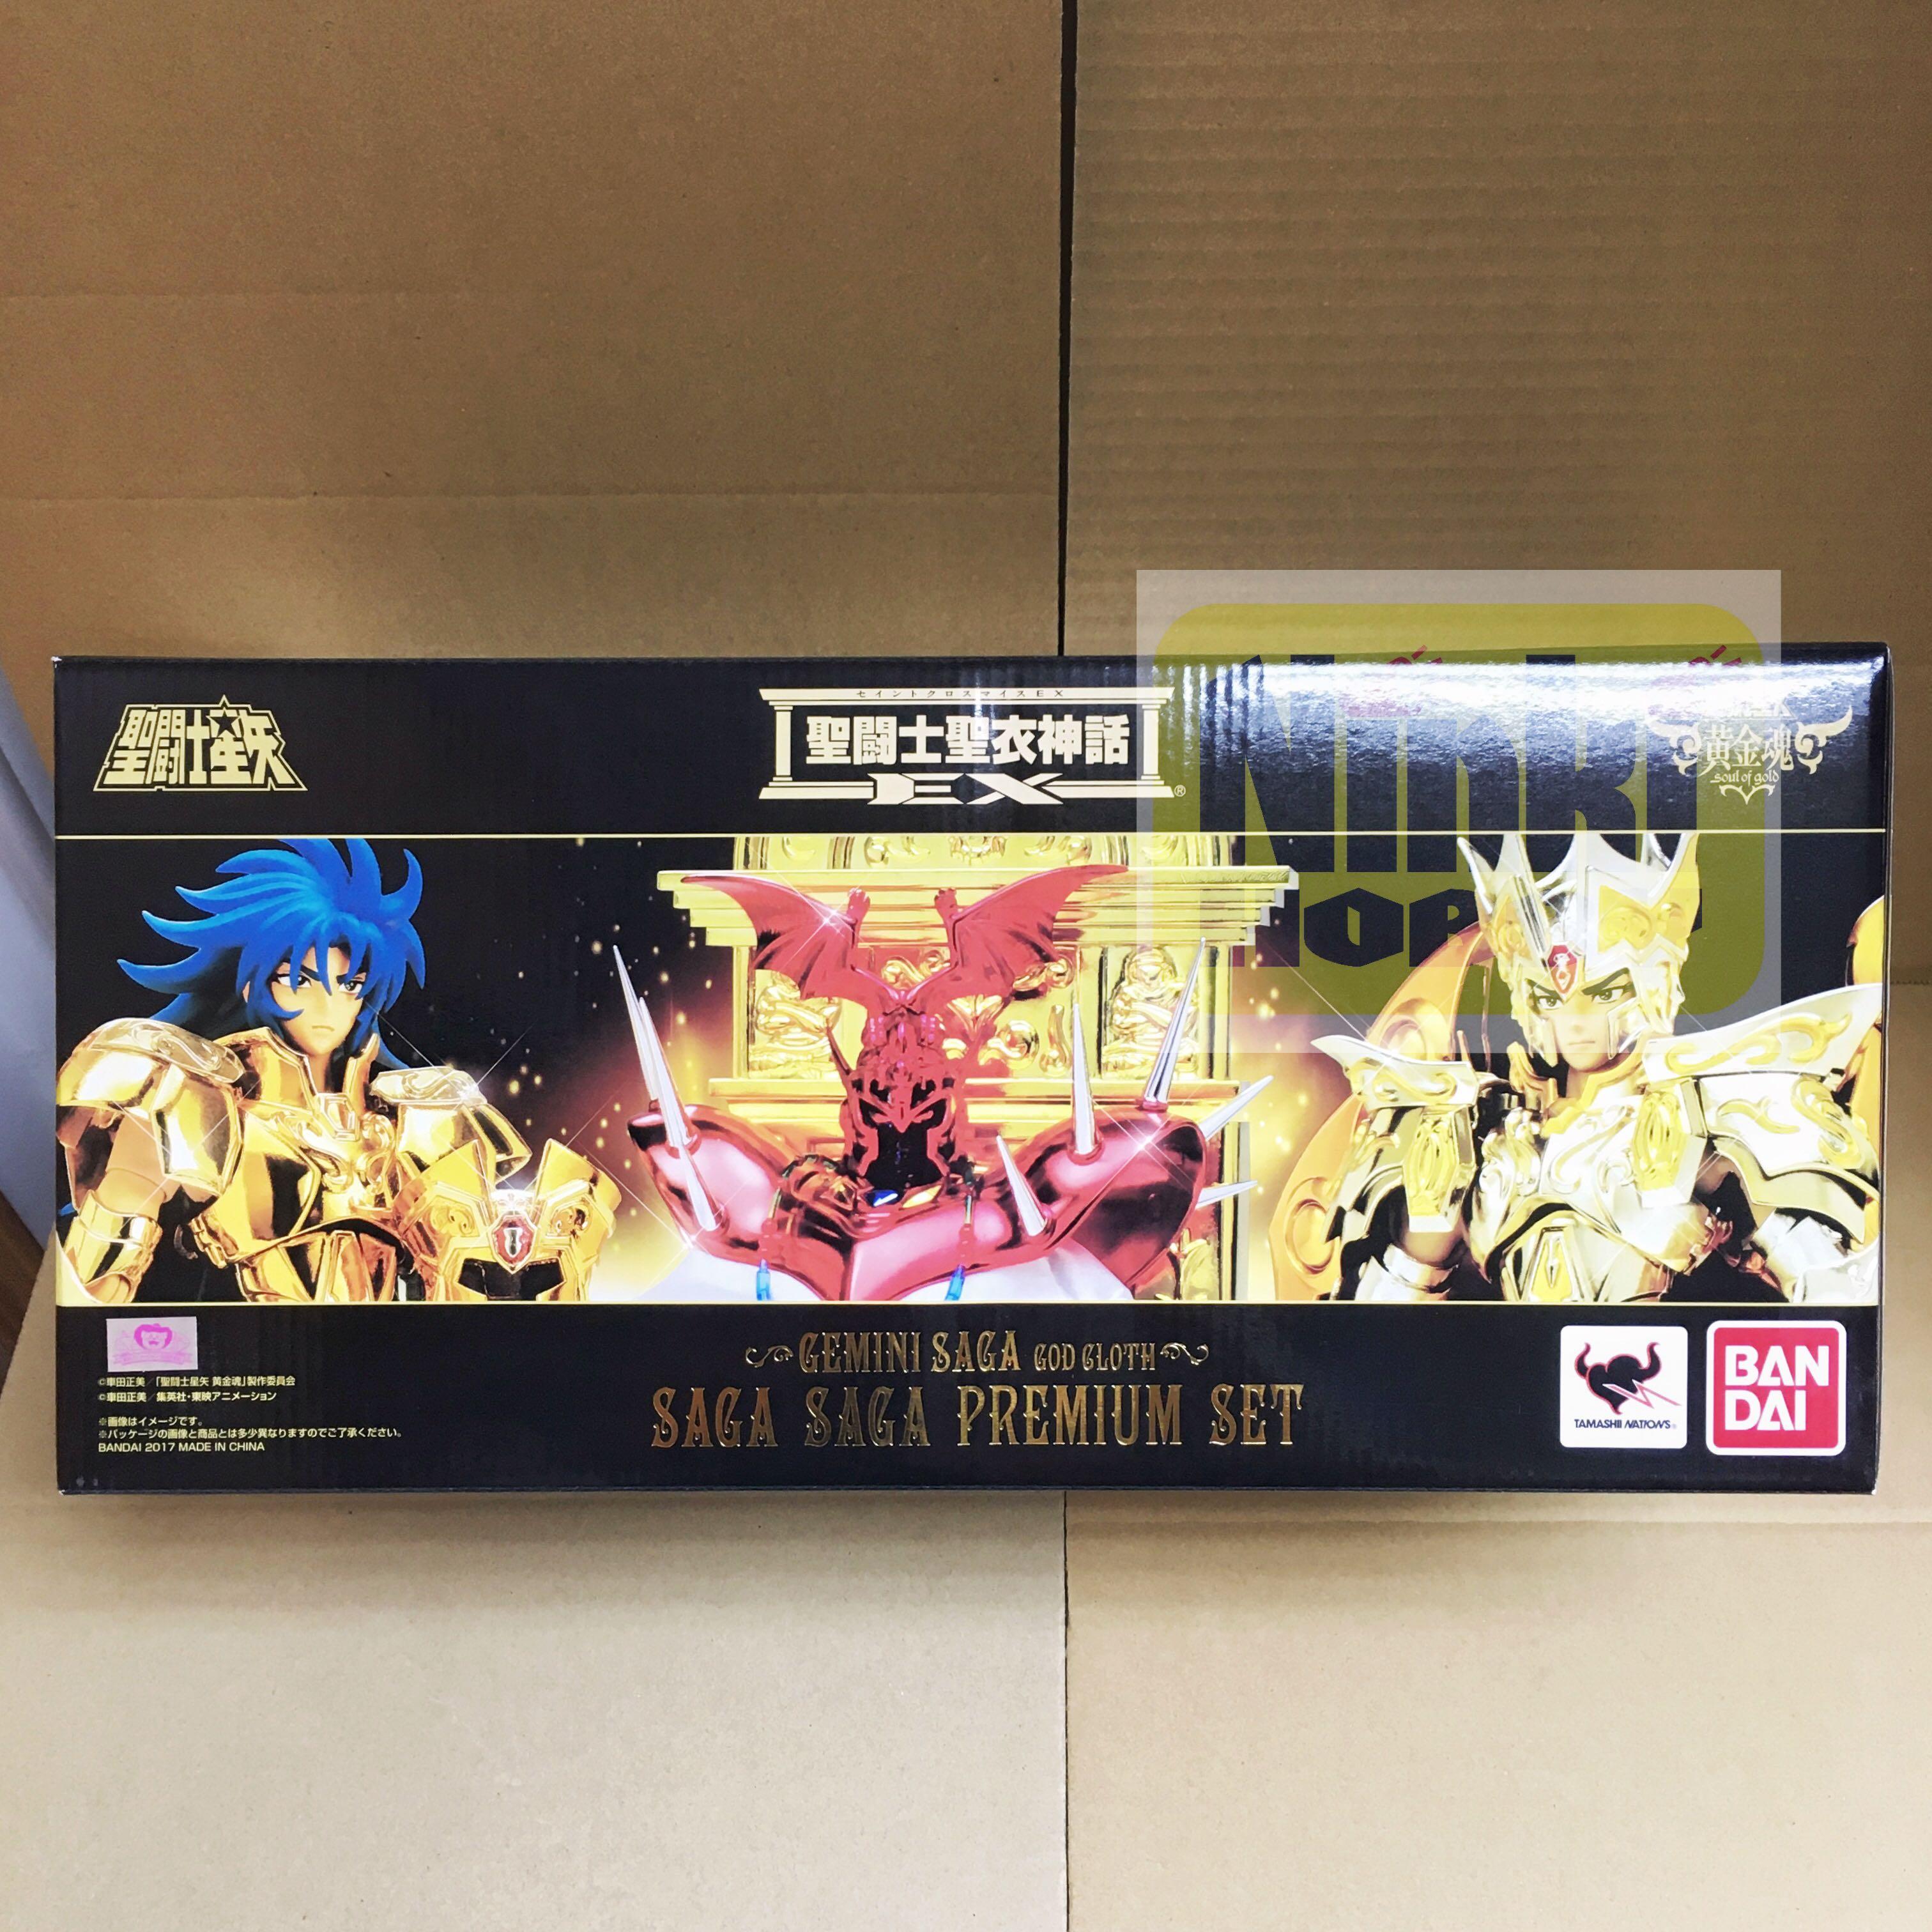 聖闘士星矢
セイントクロスマイスEX
聖闘士聖衣神話
EX®
黄金魂
soul of gold
NINKI
GEMINI SAGA GOD CLOTH
SAGA SAGA PREMIUM SET
©車田正美／「聖闘士星矢 黄金魂」製作委員会
©車田正美／集英社・東映アニメーション
※画像はイメージです。
※パッケージの画像と商品とは多少異なりますのでご了承ください。
BANDAI 2017 MADE IN CHINA
TAMASHII NATIONS®
BAN
DAI